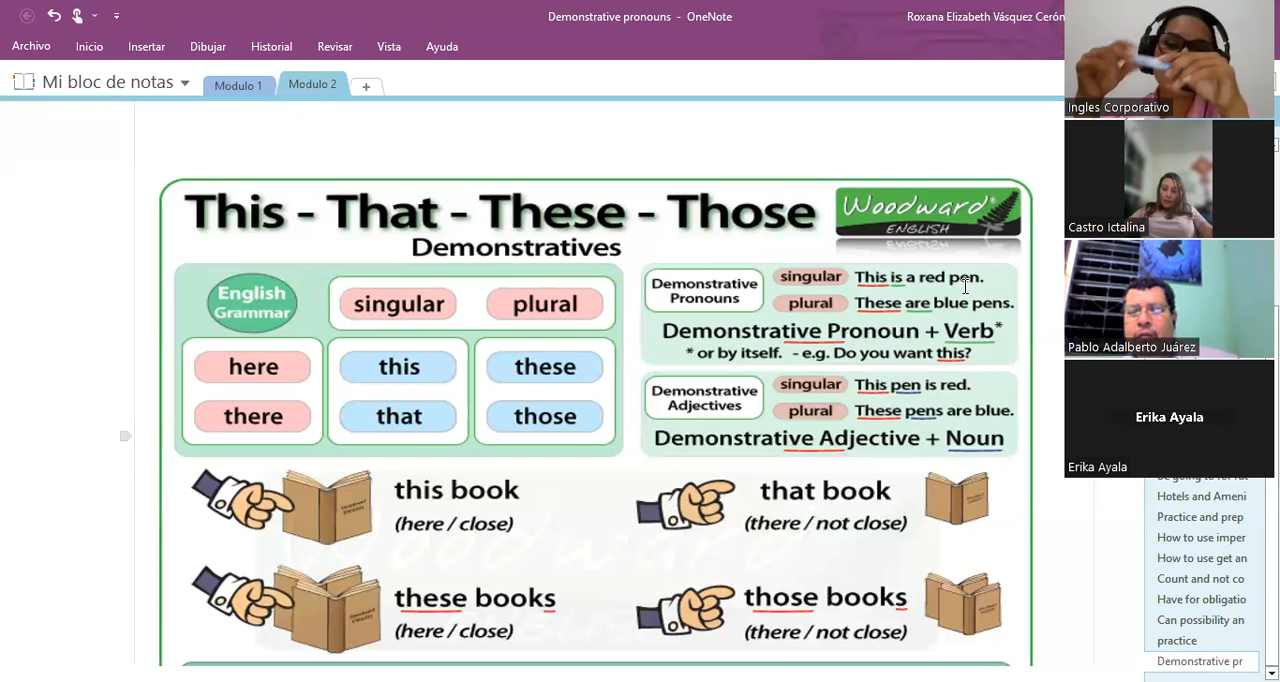 Demonstrative pronouns - OneNote
Roxana Elizabeth Vásquez Cerón
Archivo Inicio Insertar Dibujar Historial Revisar Vista Ayuda
Mi bloc de notas Modulo 1 Modulo 2 +
This - That - These - Those
Demonstratives
Woodward®
ENGLISH
English
Grammar
singular plural
here this these
there that those
Demonstrative
Pronouns
singular This is a red pen.
plural These are blue pens.
Demonstrative Pronoun + Verb*
* or by itself. - e.g. Do you want this?
Demonstrative
Adjectives
singular This pen is red.
plural These pens are blue.
Demonstrative Adjective + Noun
this book
(here / close)
that book
(there / not close)
these books
(here / close)
those books
(there / not close)
Ingles Corporativo
Castro Ictalina
Pablo Adalberto Juárez
Erika Ayala
Erika Ayala
Hotels and Ameni
Practice and prep
How to use imper
How to use get an
Count and not co
Have for obligatio
Can possibility an
practice
Demonstrative pr